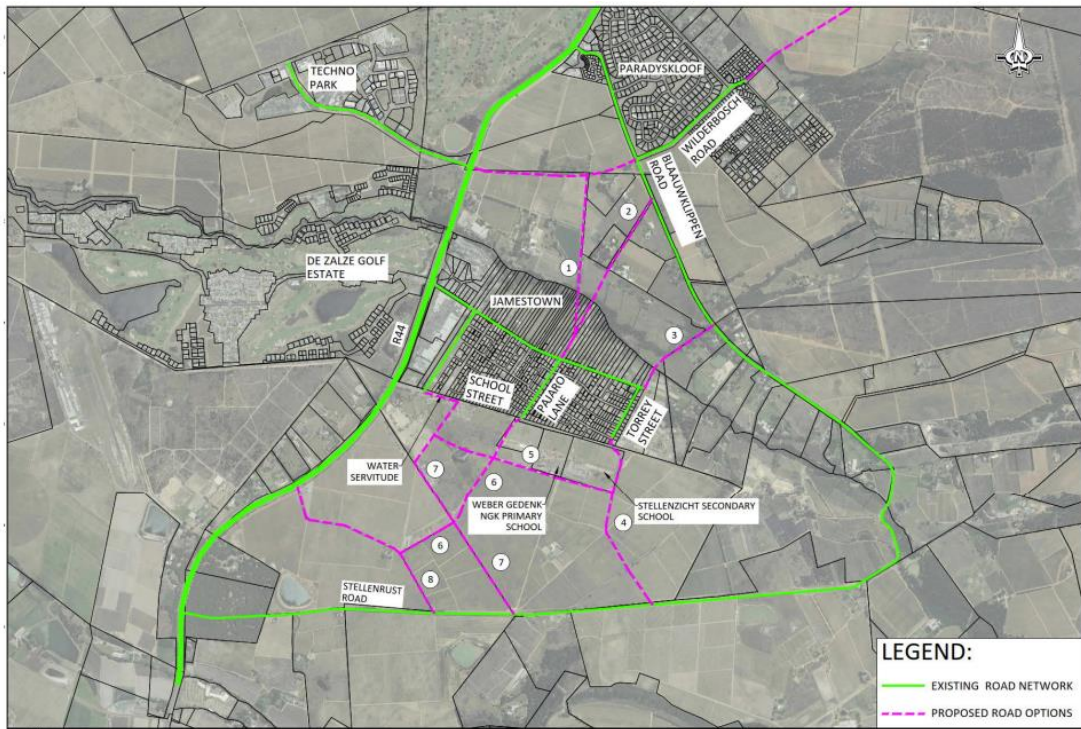 N
TECHNO
PARK
PARADYSKLOOF
WILDERBOSCH
ROAD
BLAAUWKLIPPEN
ROAD
2
DE ZALZE GOLF
ESTATE
1
JAMESTOWN
R44
3
SCHOOL
STREET
PAJARO
LANE
TORREY
STREET
WATER
SERVITUDE
7
5
6
WEBER GEDENK-
NGK PRIMARY
SCHOOL
STELLENZICHT SECONDARY
SCHOOL
4
6
7
8
STELLENRUST
ROAD
LEGEND:
EXISTING ROAD NETWORK
PROPOSED ROAD OPTIONS